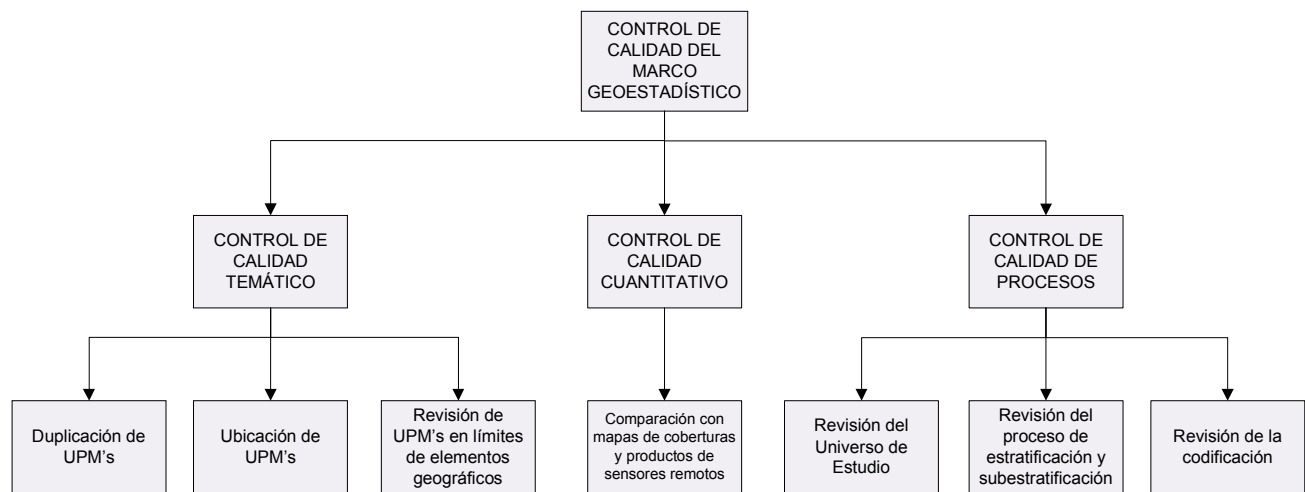 CONTROL DE
CALIDAD DEL
MARCO
GEOESTADÍSTICO
CONTROL DE
CALIDAD
TEMÁTICO
CONTROL DE
CALIDAD
CUANTITATIVO
CONTROL DE
CALIDAD DE
PROCESOS
Duplicación de
UPM's
Ubicación de
UPM's
Revisión de
UPM's en límites
de elementos
geográficos
Comparación con
mapas de coberturas
y productos de
sensores remotos
Revisión del
Universo de
Estudio
Revisión del
proceso de
estratificación y
subestratificación
Revisión de la
codificación